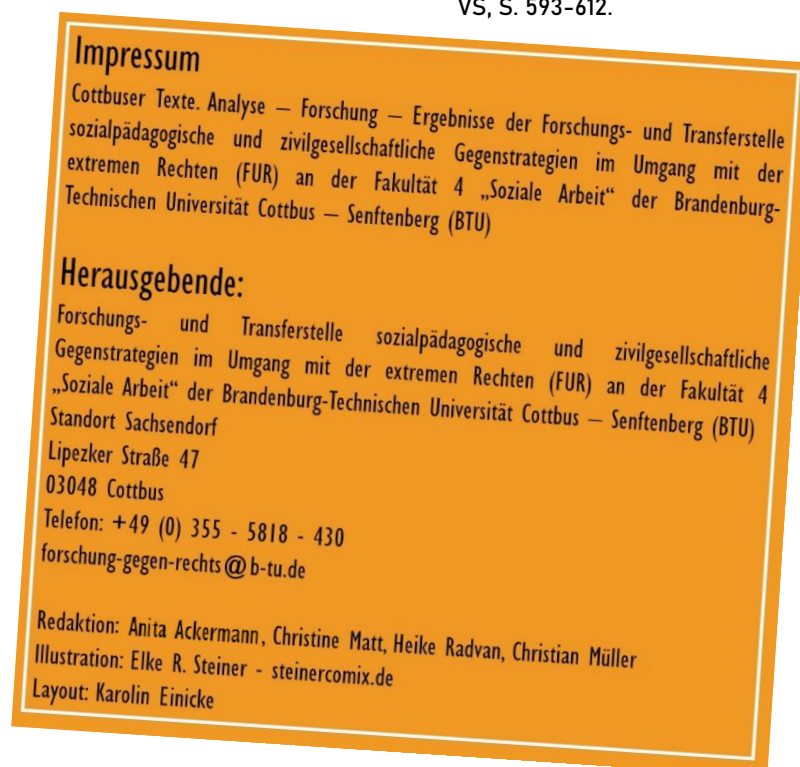 VS, S. 593-612.
Impressum
Cottbuser Texte. Analyse – Forschung – Ergebnisse der Forschungs- und Transferstelle
sozialpädagogische und zivilgesellschaftliche Gegenstrategien im Umgang mit der
extremen Rechten (FUR) an der Fakultät 4 „Soziale Arbeit“ der Brandenburg-
Technischen Universität Cottbus – Senftenberg (BTU)
Herausgebende:
Forschungs- und Transferstelle sozialpädagogische und zivilgesellschaftliche
Gegenstrategien im Umgang mit der extremen Rechten (FUR) an der Fakultät 4
„Soziale Arbeit“ der Brandenburg-Technischen Universität Cottbus – Senftenberg (BTU)
Standort Sachsendorf
Lipezker Straße 47
03048 Cottbus
Telefon: +49 (0) 355 - 5818 - 430
forschung-gegen-rechts@b-tu.de
Redaktion: Anita Ackermann, Christine Matt, Heike Radvan, Christian Müller
Illustration: Elke R. Steiner - steinercomix.de
Layout: Karolin Einicke